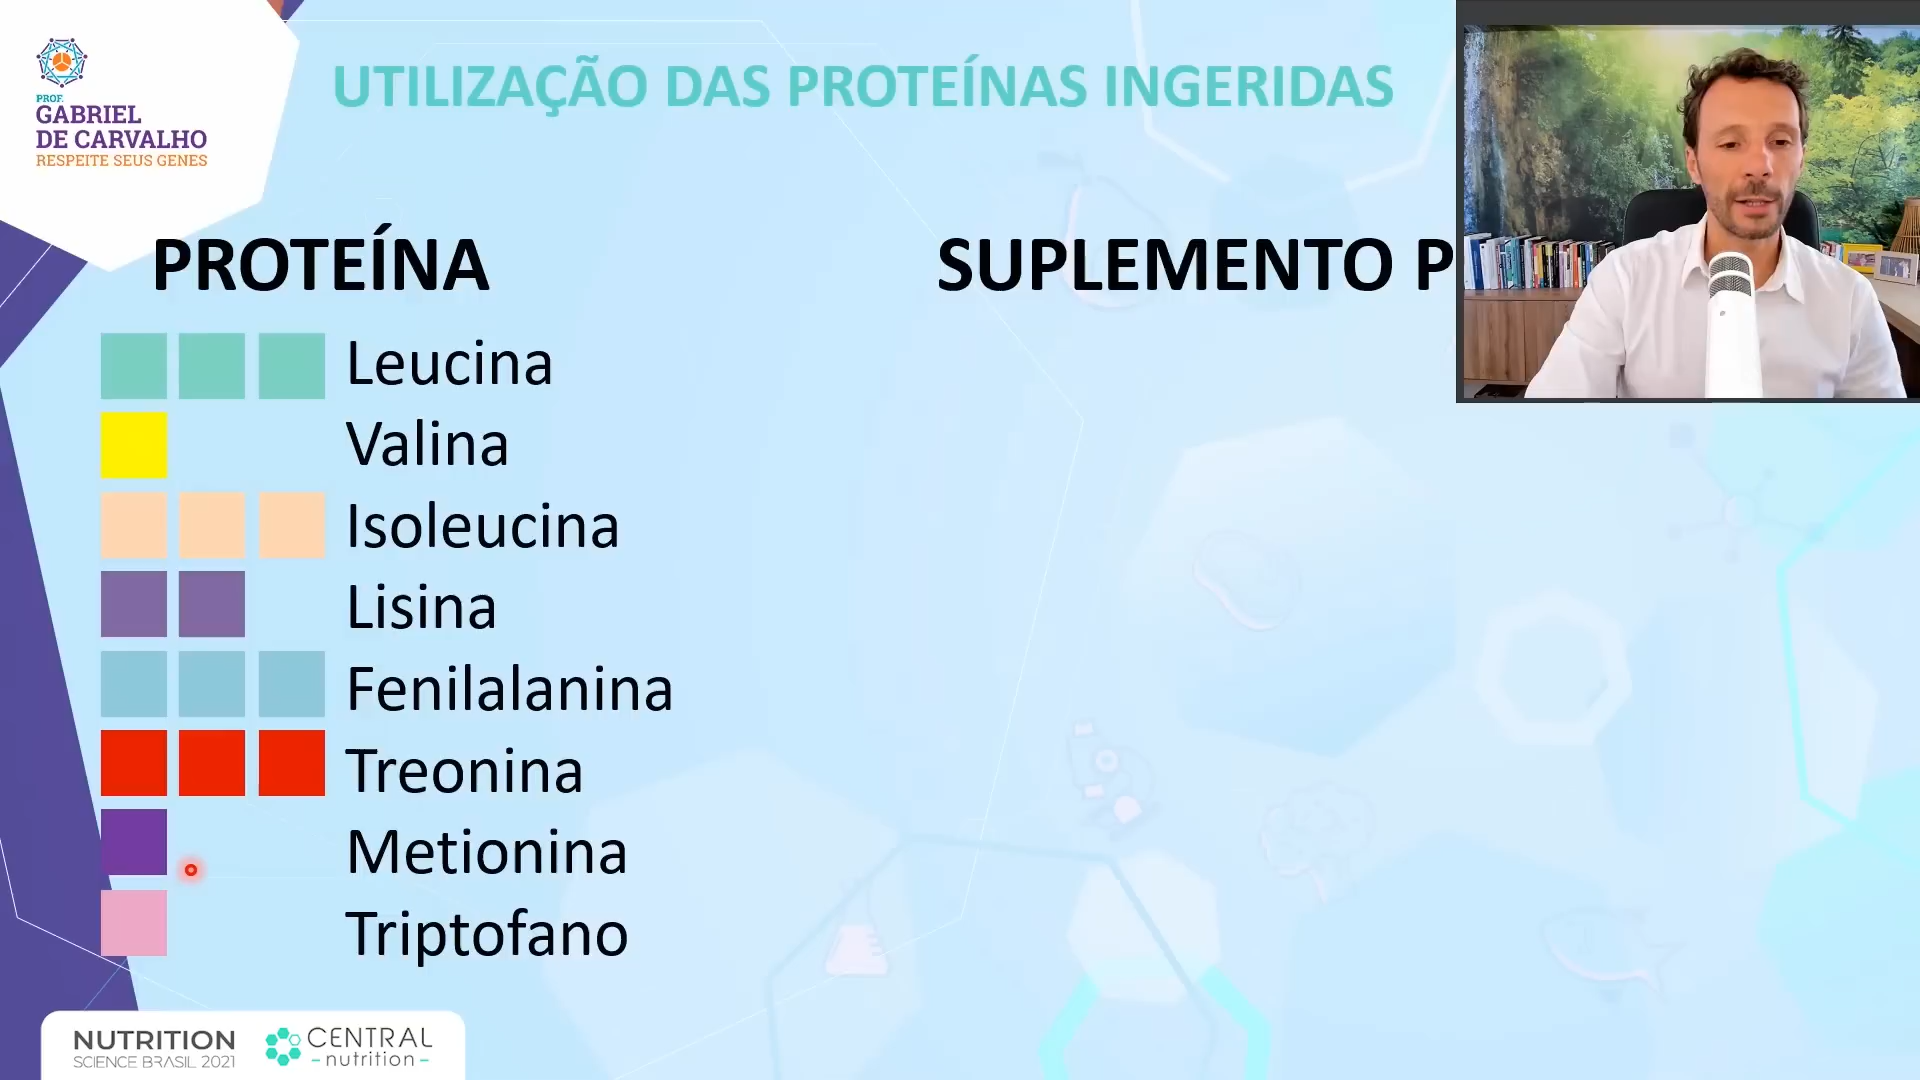 PROF.
GABRIEL
DE CARVALHO
RESPEITE SEUS GENES
UTILIZAÇÃO DAS PROTEÍNAS INGERIDAS
PROTEÍNA
SUPLEMENTO P
Leucina
Valina
Isoleucina
Lisina
Fenilalanina
Treonina
Metionina
Triptofano
NUTRITION
SCIENCE BRASIL 2021
CENTRAL
nutrition